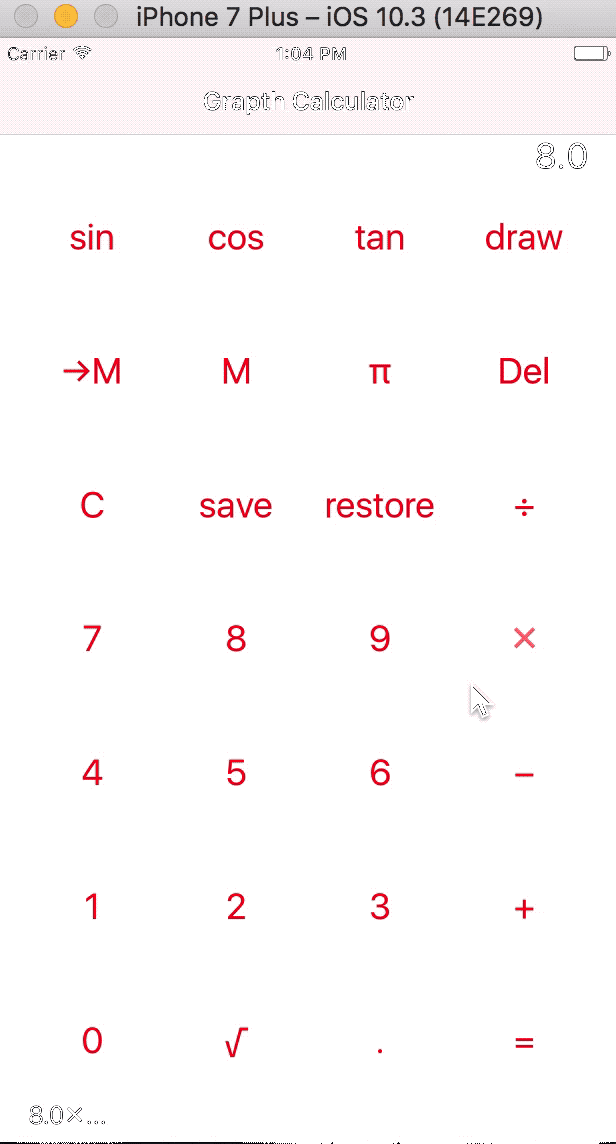 iPhone 7 Plus – iOS 10.3 (14E269)
Carrier 1:04 PM
Grapth Calculator
8.0
sin cos tan draw
→M M π Del
C save restore ÷
7 8 9 ×
4 5 6 −
1 2 3 +
0 √ . =
8.0×...